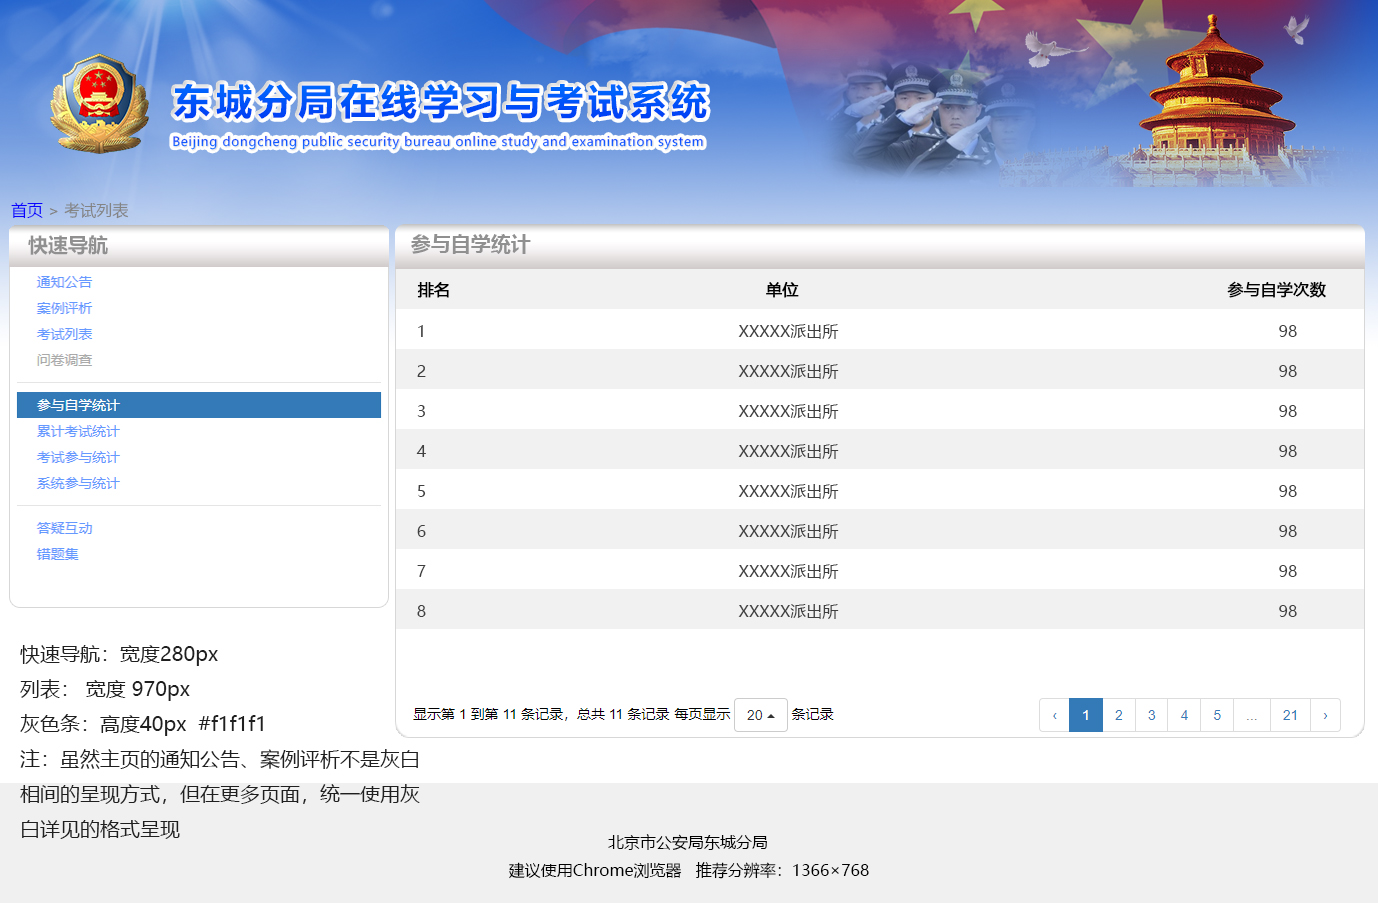 东城分局在线学习与考试系统
Beijing dongcheng public security bureau online study and examination system
首页 > 考试列表
快速导航
通知公告
案例评析
考试列表
问卷调查
参与自学统计
累计考试统计
考试参与统计
系统参与统计
答疑互动
错题集
参与自学统计
排名 单位 参与自学次数
1 XXXXX派出所 98
2 XXXXX派出所 98
3 XXXXX派出所 98
4 XXXXX派出所 98
5 XXXXX派出所 98
6 XXXXX派出所 98
7 XXXXX派出所 98
8 XXXXX派出所 98
显示第 1 到第 11 条记录，总共 11 条记录 每页显示 20 条记录
‹ 1 2 3 4 5 ... 21 ›
快速导航：宽度280px
列表： 宽度 970px
灰色条：高度40px #f1f1f1
注：虽然主页的通知公告、案例评析不是灰白
相间的呈现方式，但在更多页面，统一使用灰
白详见的格式呈现
北京市公安局东城分局
建议使用Chrome浏览器 推荐分辨率：1366×768